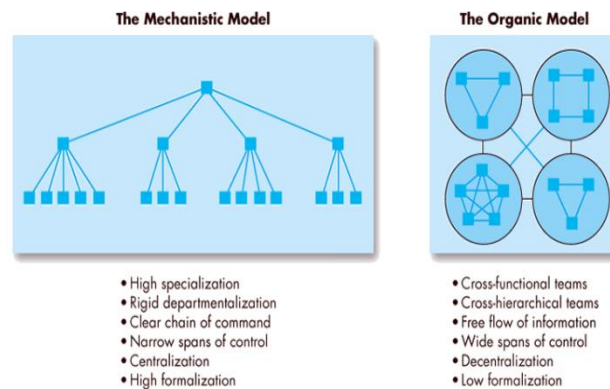 The Mechanistic Model
• High specialization
• Rigid departmentalization
• Clear chain of command
• Narrow spans of control
• Centralization
• High formalization
The Organic Model
• Cross-functional teams
• Cross-hierarchical teams
• Free flow of information
• Wide spans of control
• Decentralization
• Low formalization